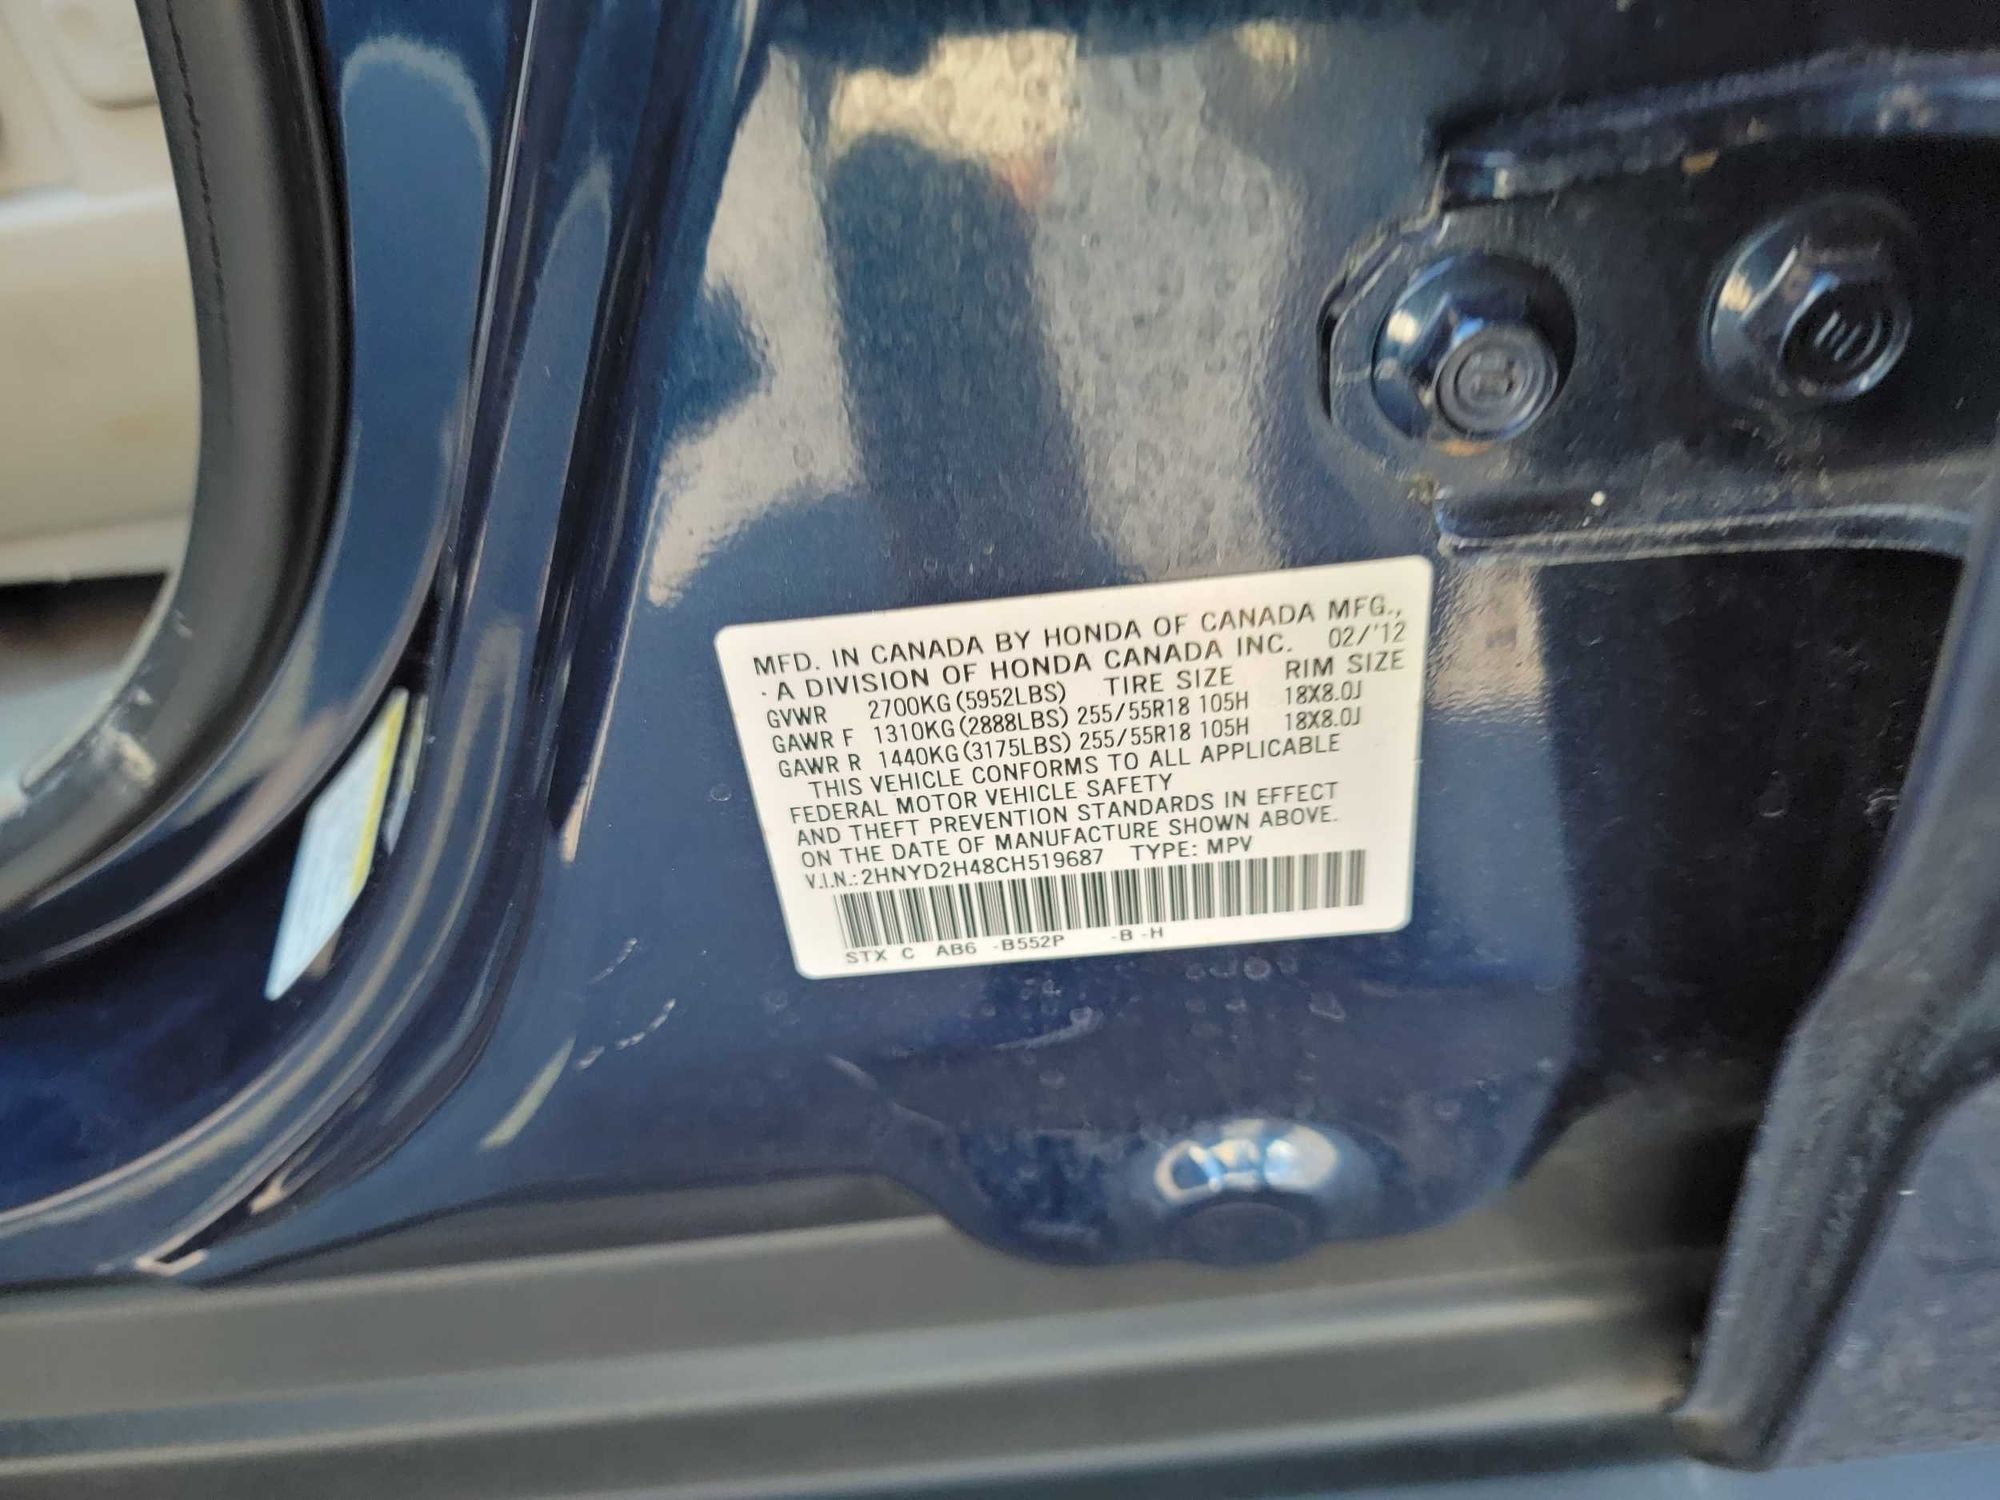 MFD. IN CANADA BY HONDA OF CANADA MFG.,
A DIVISION OF HONDA CANADA INC. 02/'12
GVWR 2700KG(5952LBS) TIRE SIZE RIM SIZE
GAWR F 1310KG(2888LBS) 255/55R18 105H 18X8.0J
GAWR R 1440KG(3175LBS) 255/55R18 105H 18X8.0J
THIS VEHICLE CONFORMS TO ALL APPLICABLE
FEDERAL MOTOR VEHICLE SAFETY
AND THEFT PREVENTION STANDARDS IN EFFECT
ON THE DATE OF MANUFACTURE SHOWN ABOVE.
V.I.N.: 2HNYD2H48CH519687 TYPE: MPV
STX C AB6 -B552P -B -H